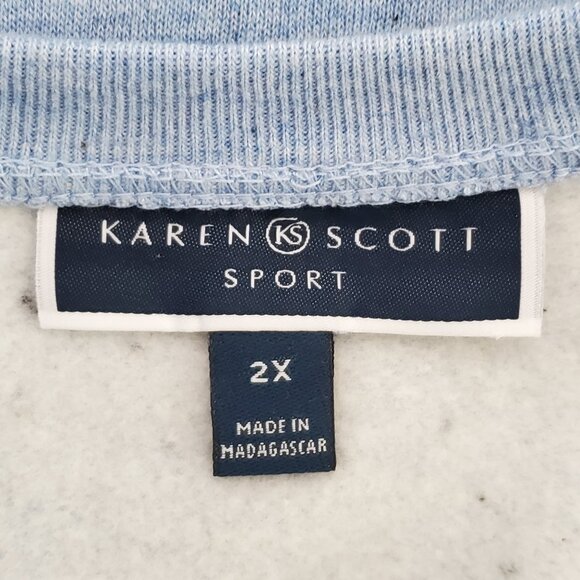 KAREN KS SCOTT
SPORT
2X
MADE IN
MADAGASCAR